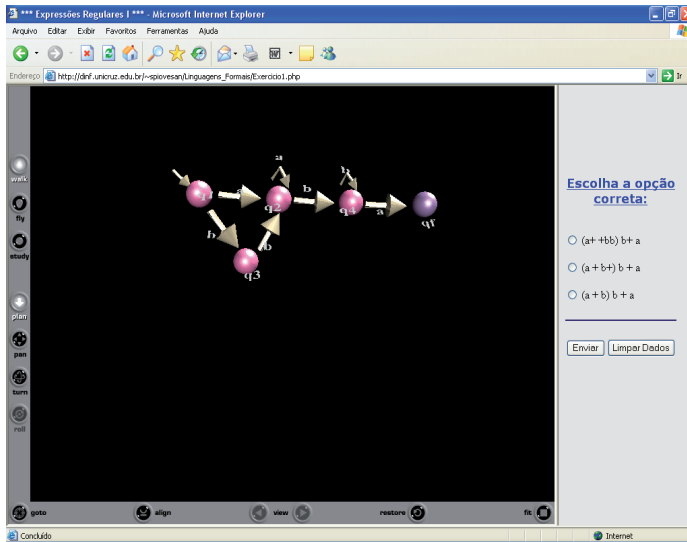 *** Expressões Regulares I *** - Microsoft Internet Explorer
Arquivo Editar Exibir Favoritos Ferramentas Ajuda
Endereço http://dinf.unicruz.edu.br/~spiovesan/Linguagens_Formais/Exercicio1.php Ir
walk
fly
study
plan
pan
turn
roll
a
b
a
b
b
a
b
q2
q4
qf
q3
Escolha a opção
correta:
(a+ +bb) b+ a
(a + b+) b + a
(a + b) b + a
Enviar Limpar Dados
goto align view restore fit
Concluído Internet